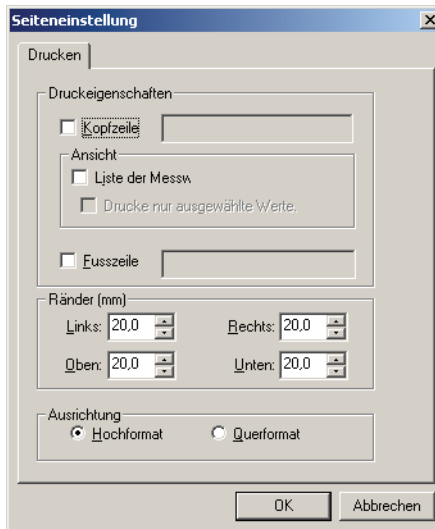 Seiteneinstellung
Drucken
Druckeigenschaften
Kopfzeile
Ansicht
Liste der Messw.
Drucke nur ausgewählte Werte.
Fusszeile
Ränder (mm)
Links: 20,0 Rechts: 20,0
Oben: 20,0 Unten: 20,0
Ausrichtung
Hochformat Querformat
OK Abbrechen